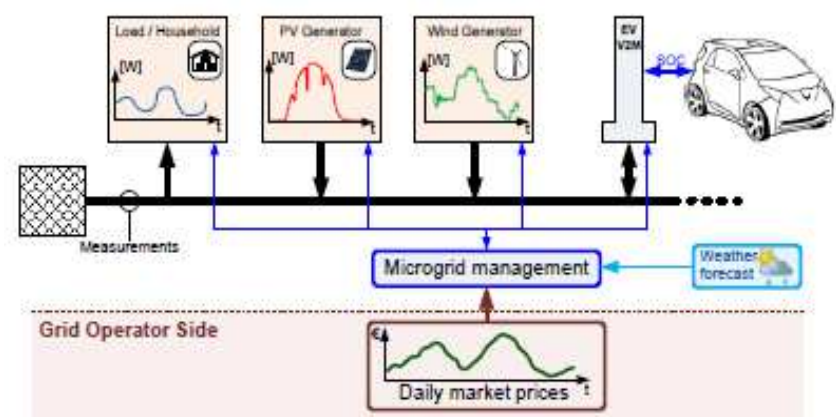 Load / Household
[W]
t
PV Generator
[W]
t
Wind Generator
[W]
t
EV
V2M
SOC
Measurements
Microgrid management
Weather
forecast
Grid Operator Side
€
t
Daily market prices